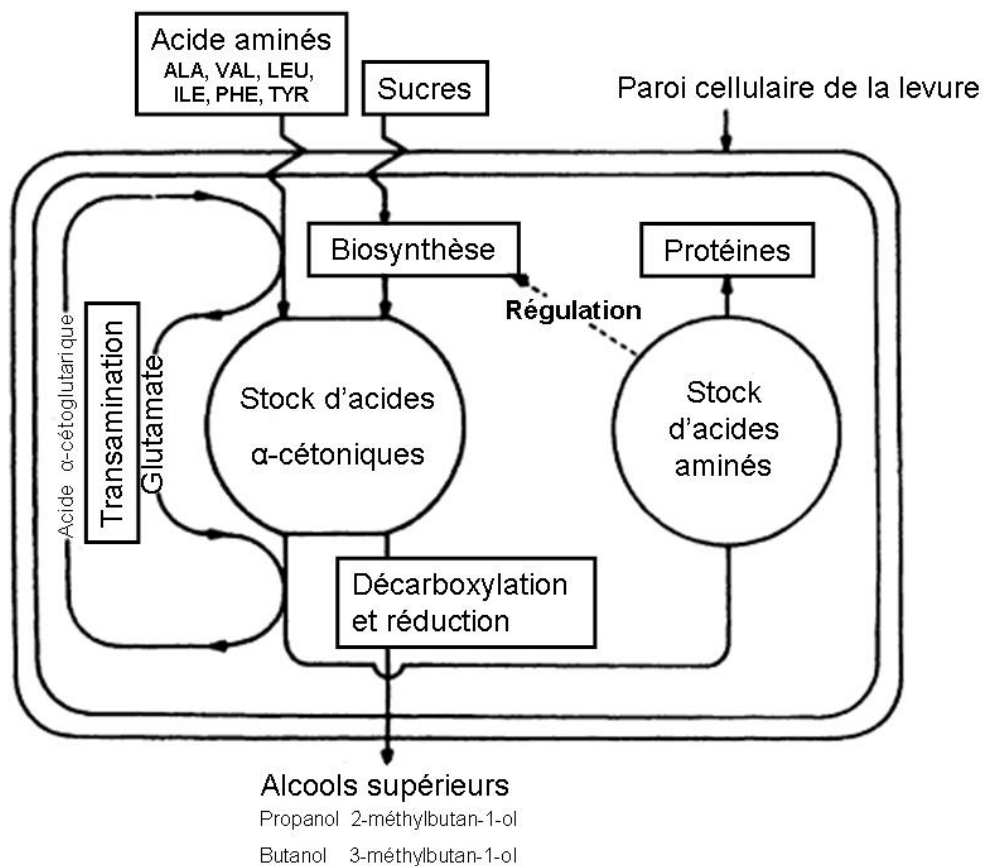 Acide aminés
ALA, VAL, LEU,
ILE, PHE, TYR
Sucres
Paroi cellulaire de la levure
Biosynthèse
Protéines
Régulation
Acide α-cétoglutarique
Transamination
Glutamate
Stock d'acides
α-cétoniques
Stock
d'acides
aminés
Décarboxylation
et réduction
Alcools supérieurs
Propanol 2-méthylbutan-1-ol
Butanol 3-méthylbutan-1-ol